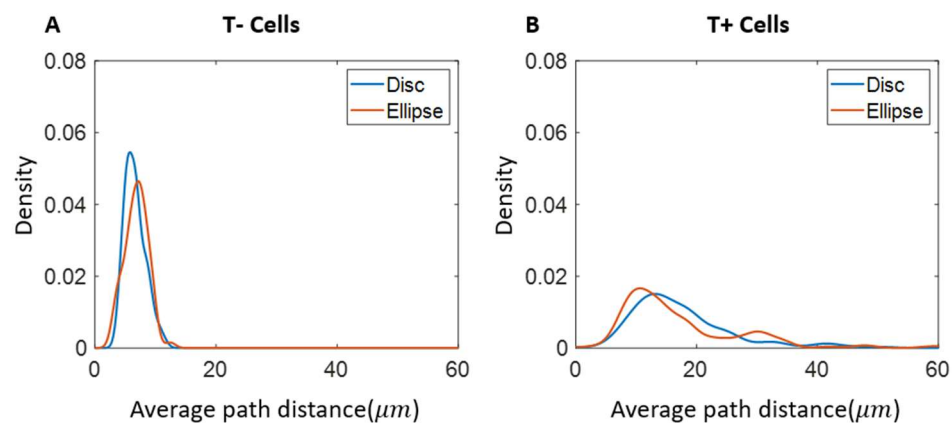 A
T- Cells
0.08
0.06
0.04
0.02
0
Density
Disc
Ellipse
0
20
40
60
Average path distance(μm)
B
T+ Cells
0.08
0.06
0.04
0.02
0
Density
Disc
Ellipse
0
20
40
60
Average path distance(μm)